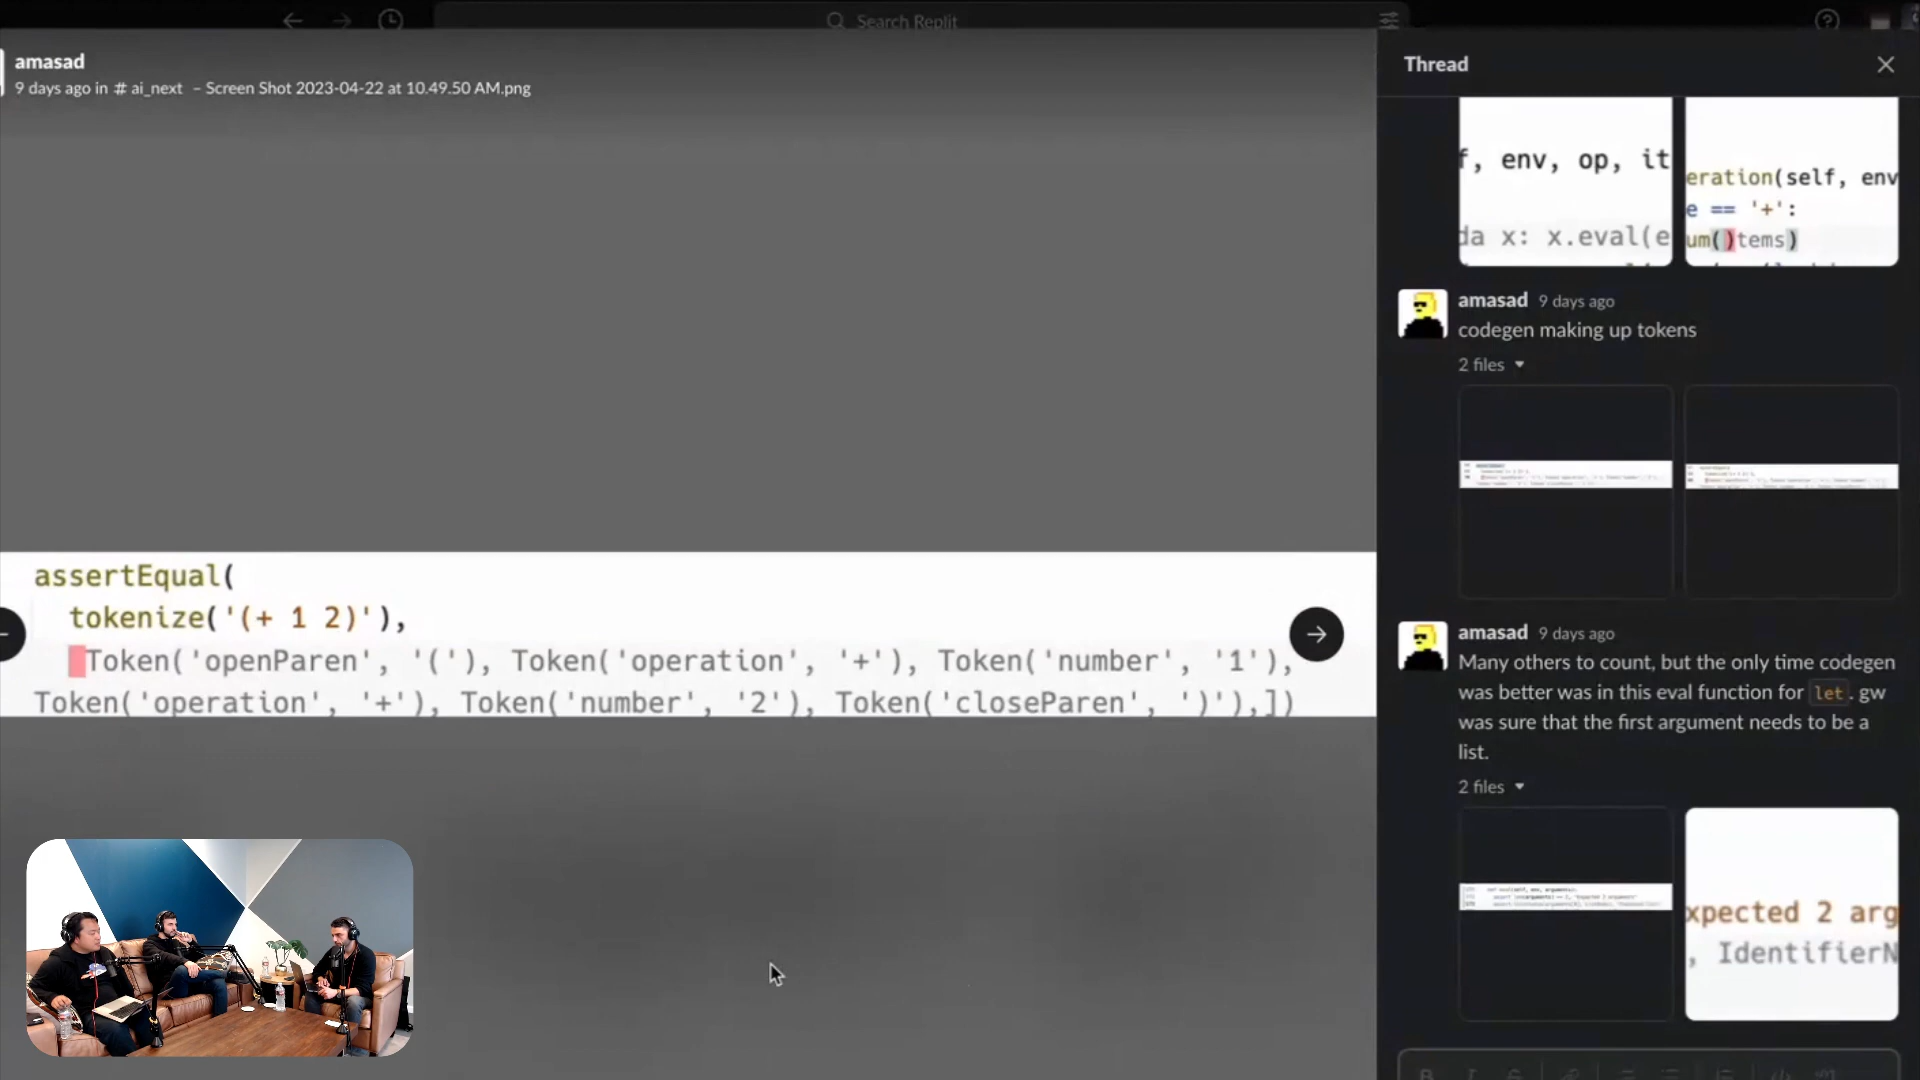 Search Replit
amasad
9 days ago in # ai_next – Screen Shot 2023-04-22 at 10.49.50 AM.png
assertEqual(
tokenize('(+ 1 2)'),
Token('openParen', '('), Token('operation', '+'), Token('number', '1'),
Token('operation', '+'), Token('number', '2'), Token('closeParen', ')'),])
Thread
f, env, op, it
da x: x.eval(e
eration(self, env
e == '+':
um()tems)
amasad 9 days ago
codegen making up tokens
2 files
amasad 9 days ago
Many others to count, but the only time codegen
was better was in this eval function for let. gw
was sure that the first argument needs to be a
list.
2 files
xpected 2 arg
, IdentifierN